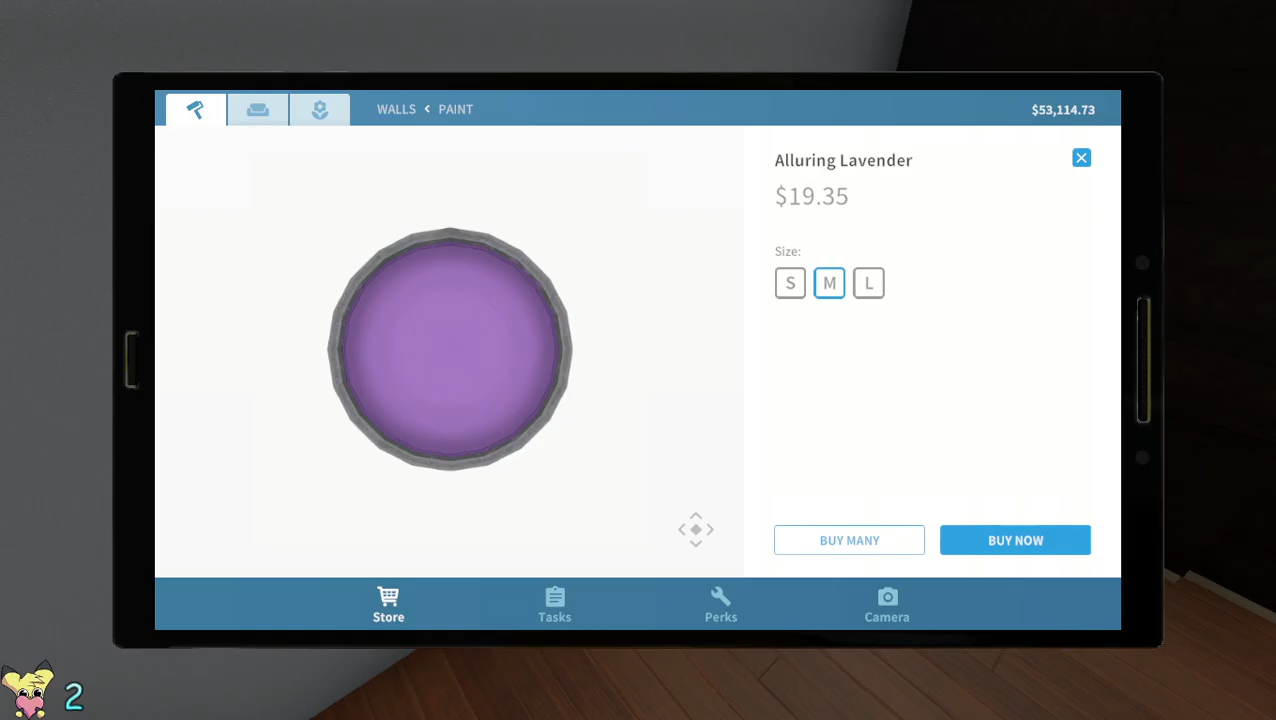 WALLS < PAINT
$53,114.73
Alluring Lavender
$19.35
Size:
S M L
BUY MANY
BUY NOW
Store
Tasks
Perks
Camera
2